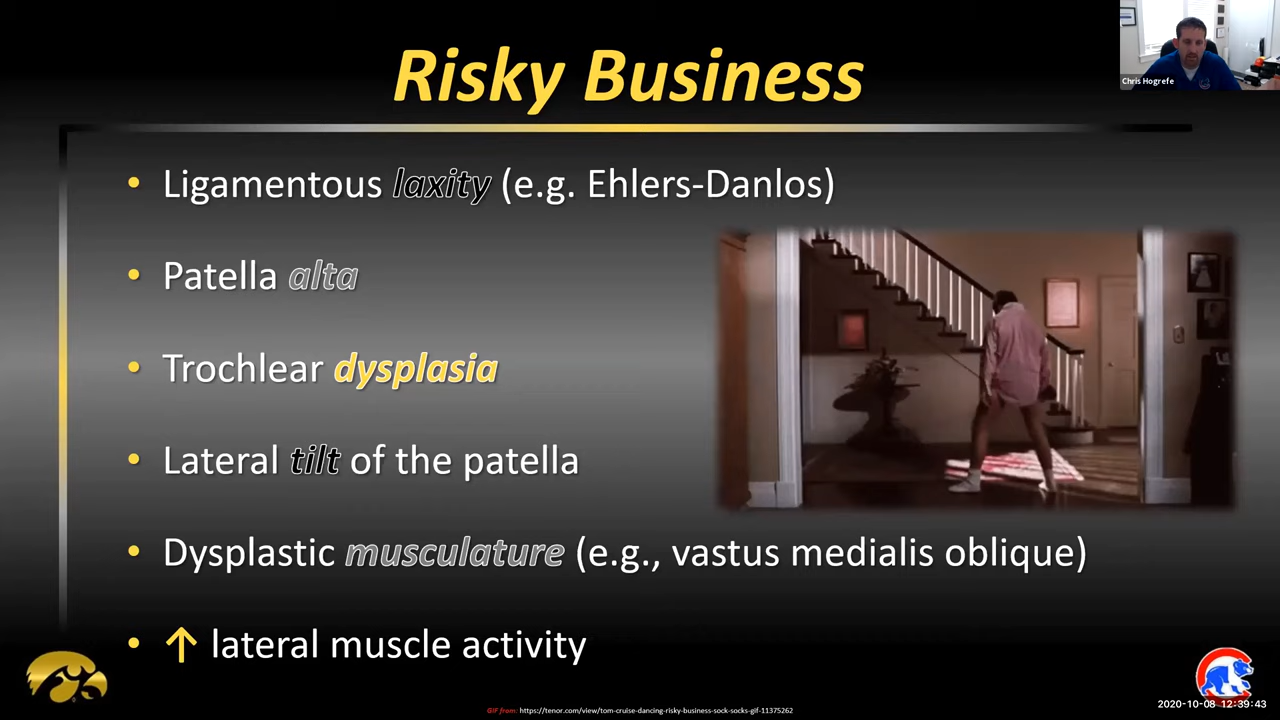 Risky Business
Chris Hogrefe
• Ligamentous laxity (e.g. Ehlers-Danlos)
• Patella alta
• Trochlear dysplasia
• Lateral tilt of the patella
• Dysplastic musculature (e.g., vastus medialis oblique)
• ↑ lateral muscle activity
GIF from: https://tenor.com/view/tom-cruise-dancing-risky-business-sock-socks-gif-11375262
2020-10-08 12:39:43